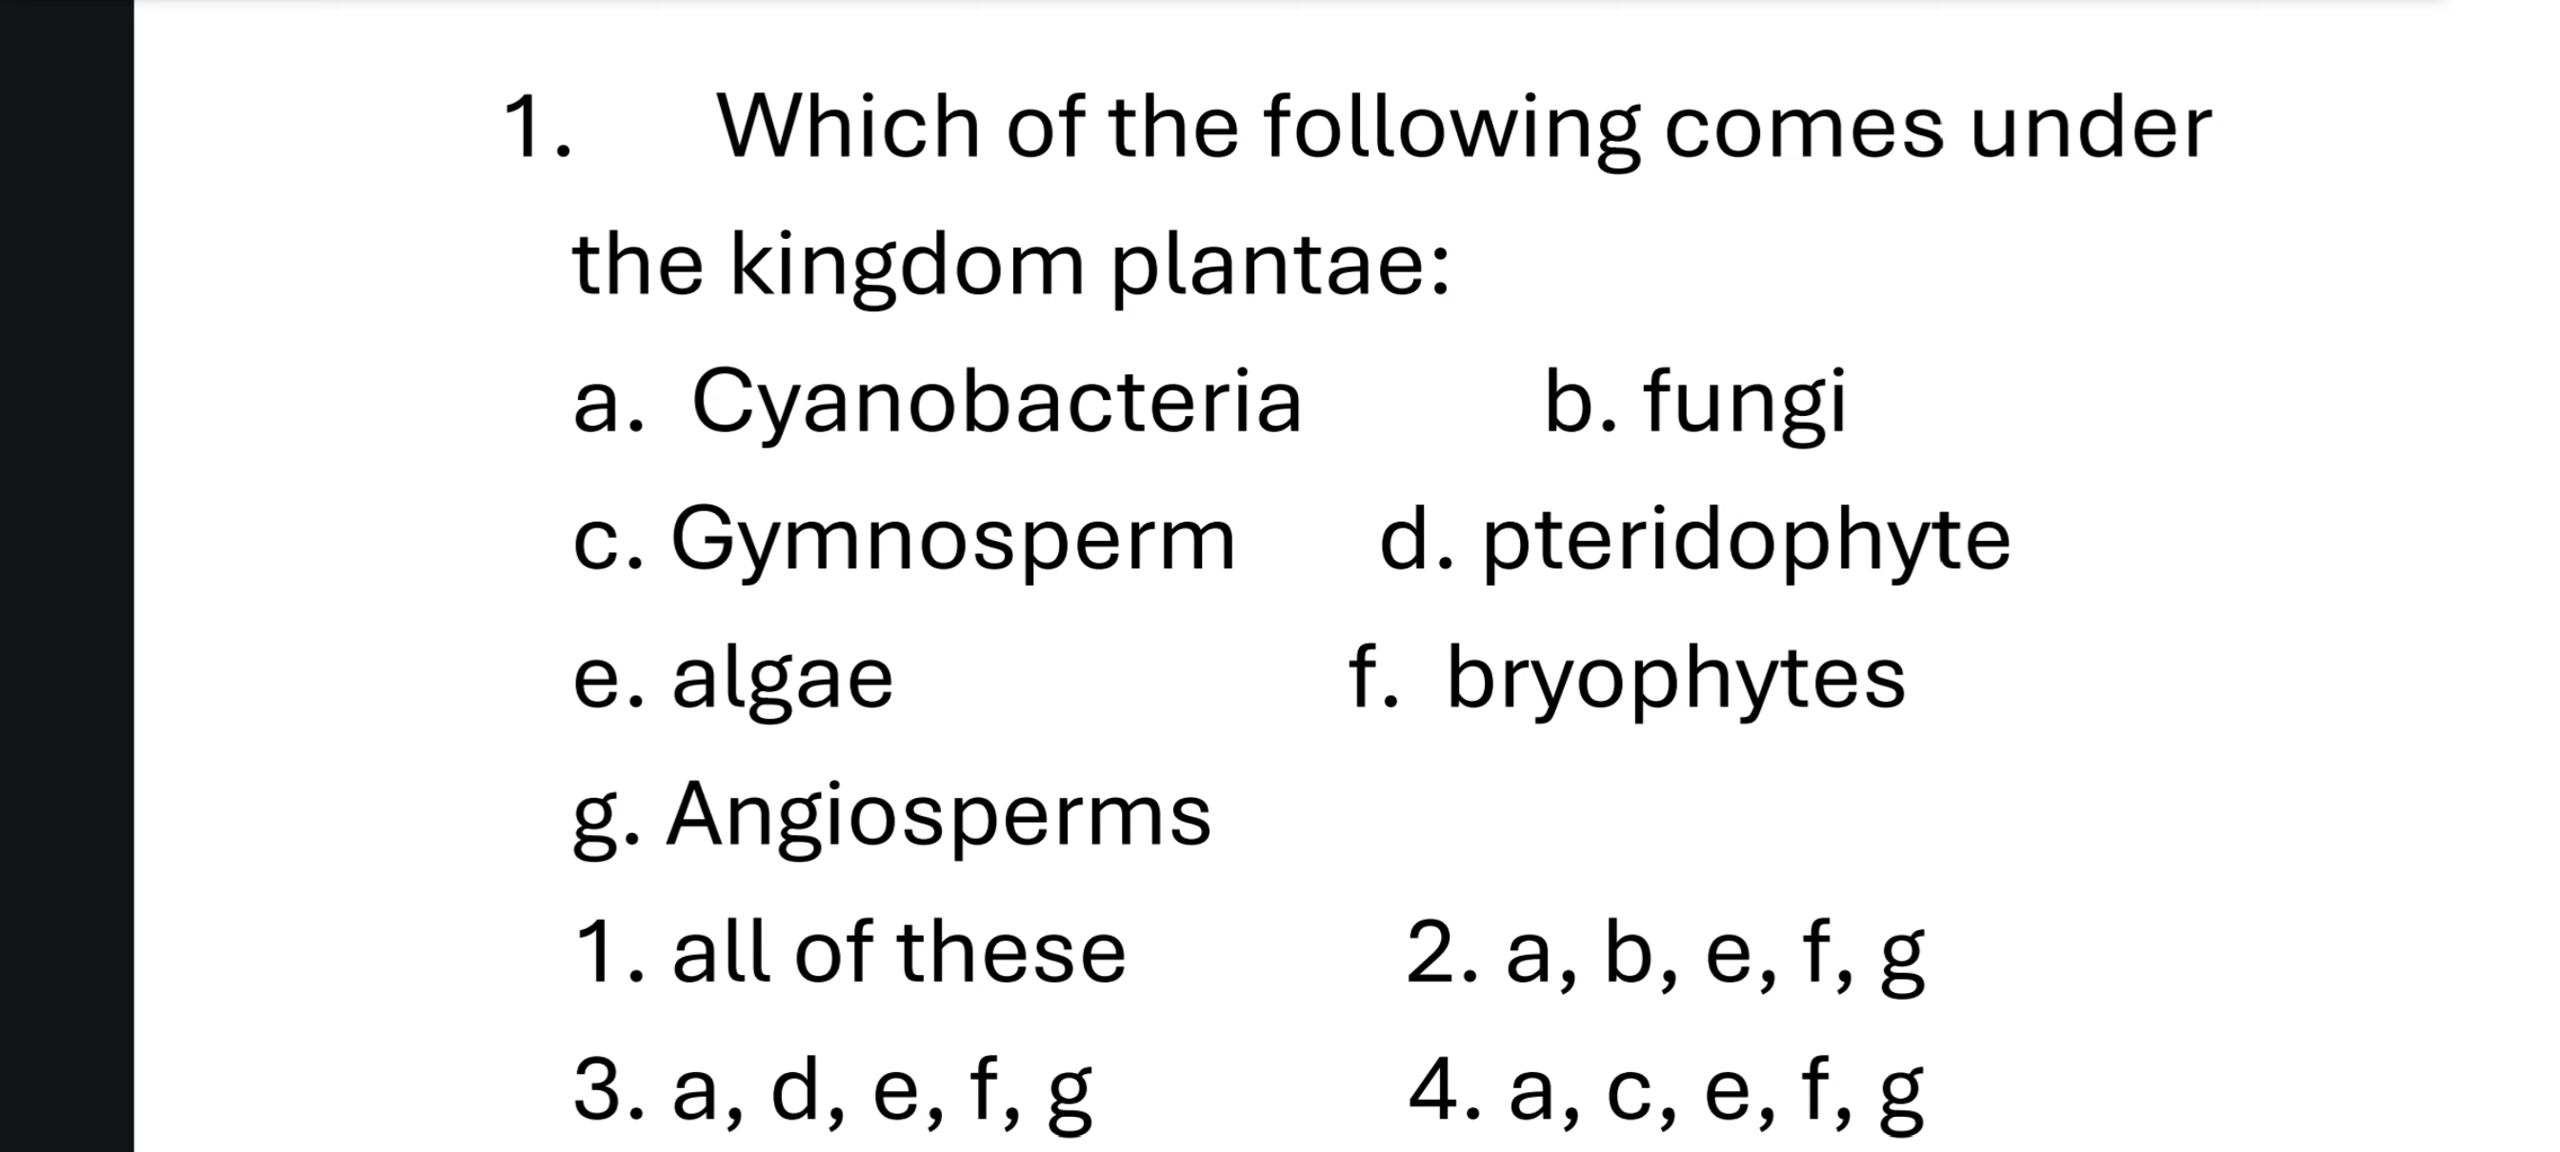 1. Which of the following comes under
the kingdom plantae:
a. Cyanobacteria b. fungi
c. Gymnosperm d. pteridophyte
e. algae f. bryophytes
g. Angiosperms
1. all of these 2. a, b, e, f, g
3. a, d, e, f, g 4. a, c, e, f, g